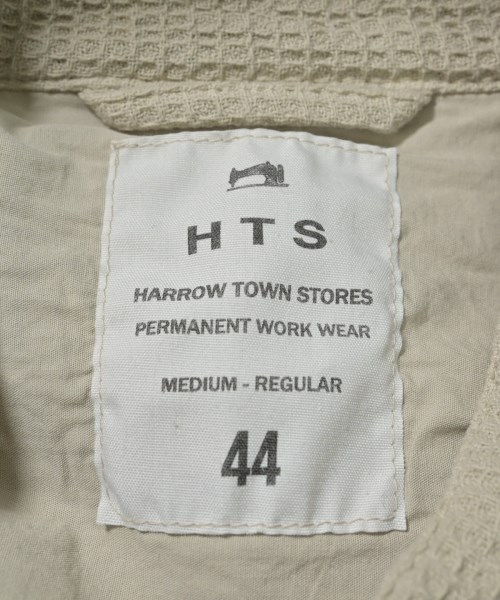 HTS
HARROW TOWN STORES
PERMANENT WORK WEAR
MEDIUM - REGULAR
44